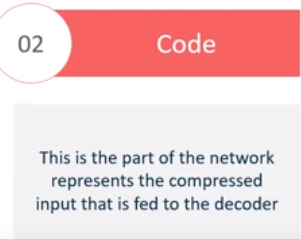 02
Code
This is the part of the network
represents the compressed
input that is fed to the decoder